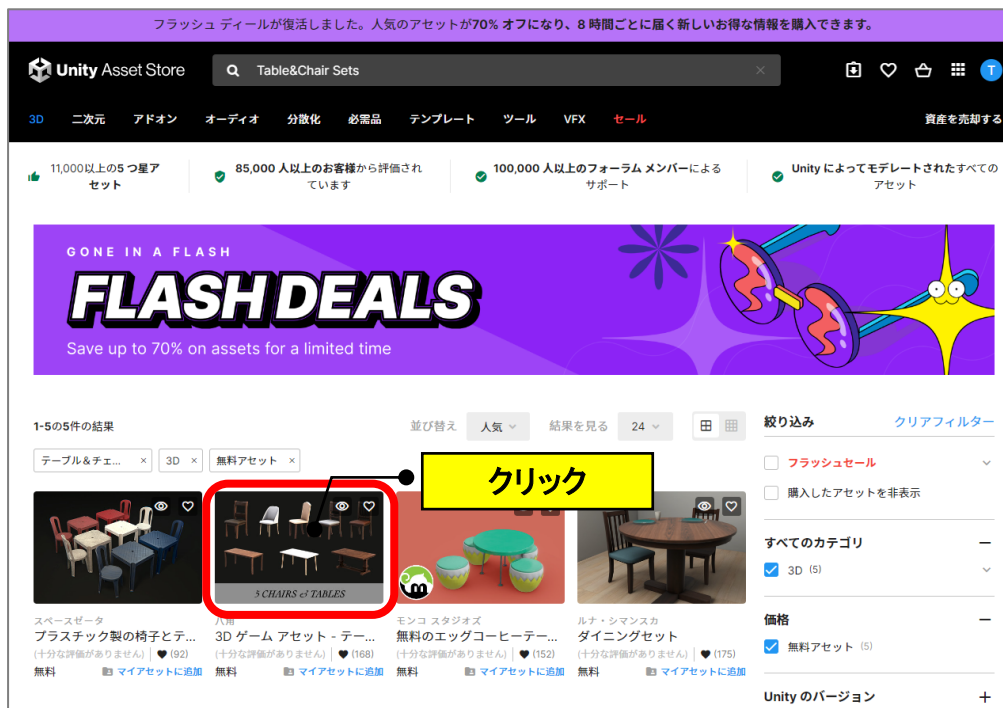 フラッシュ ディールが復活しました。人気のアセットが70% オフになり、8 時間ごとに届く新しいお得な情報を購入できます。
Unity Asset Store
Table&Chair Sets
T
3D 二次元 アドオン オーディオ 分散化 必需品 テンプレート ツール VFX セール 資産を売却する
11,000以上の5 つ星ア
セット
85,000 人以上のお客様から評価され
ています
100,000 人以上のフォーラム メンバーによる
サポート
Unity によってモデレートされたすべての
アセット
GONE IN A FLASH
FLASH DEALS
Save up to 70% on assets for a limited time
1-5の5件の結果
並び替え 人気
結果を見る 24
絞り込み クリアフィルター
テーブル＆チェ... × 3D × 無料アセット ×
クリック
フラッシュセール
購入したアセットを非表示
すべてのカテゴリ
3D (5)
価格
無料アセット (5)
Unity のバージョン
5 CHAIRS & TABLES
スペースゼータ
プラスチック製の椅子とテ...
(十分な評価がありません) (92)
無料 マイアセットに追加
3D ゲーム アセット - テー...
(十分な評価がありません) (168)
無料 マイアセットに追加
モンコ スタジオズ
無料のエッグコーヒーテー...
(十分な評価がありません) (152)
無料 マイアセットに追加
ルナ・シマンスカ
ダイニングセット
(十分な評価がありません) (175)
無料 マイアセットに追加